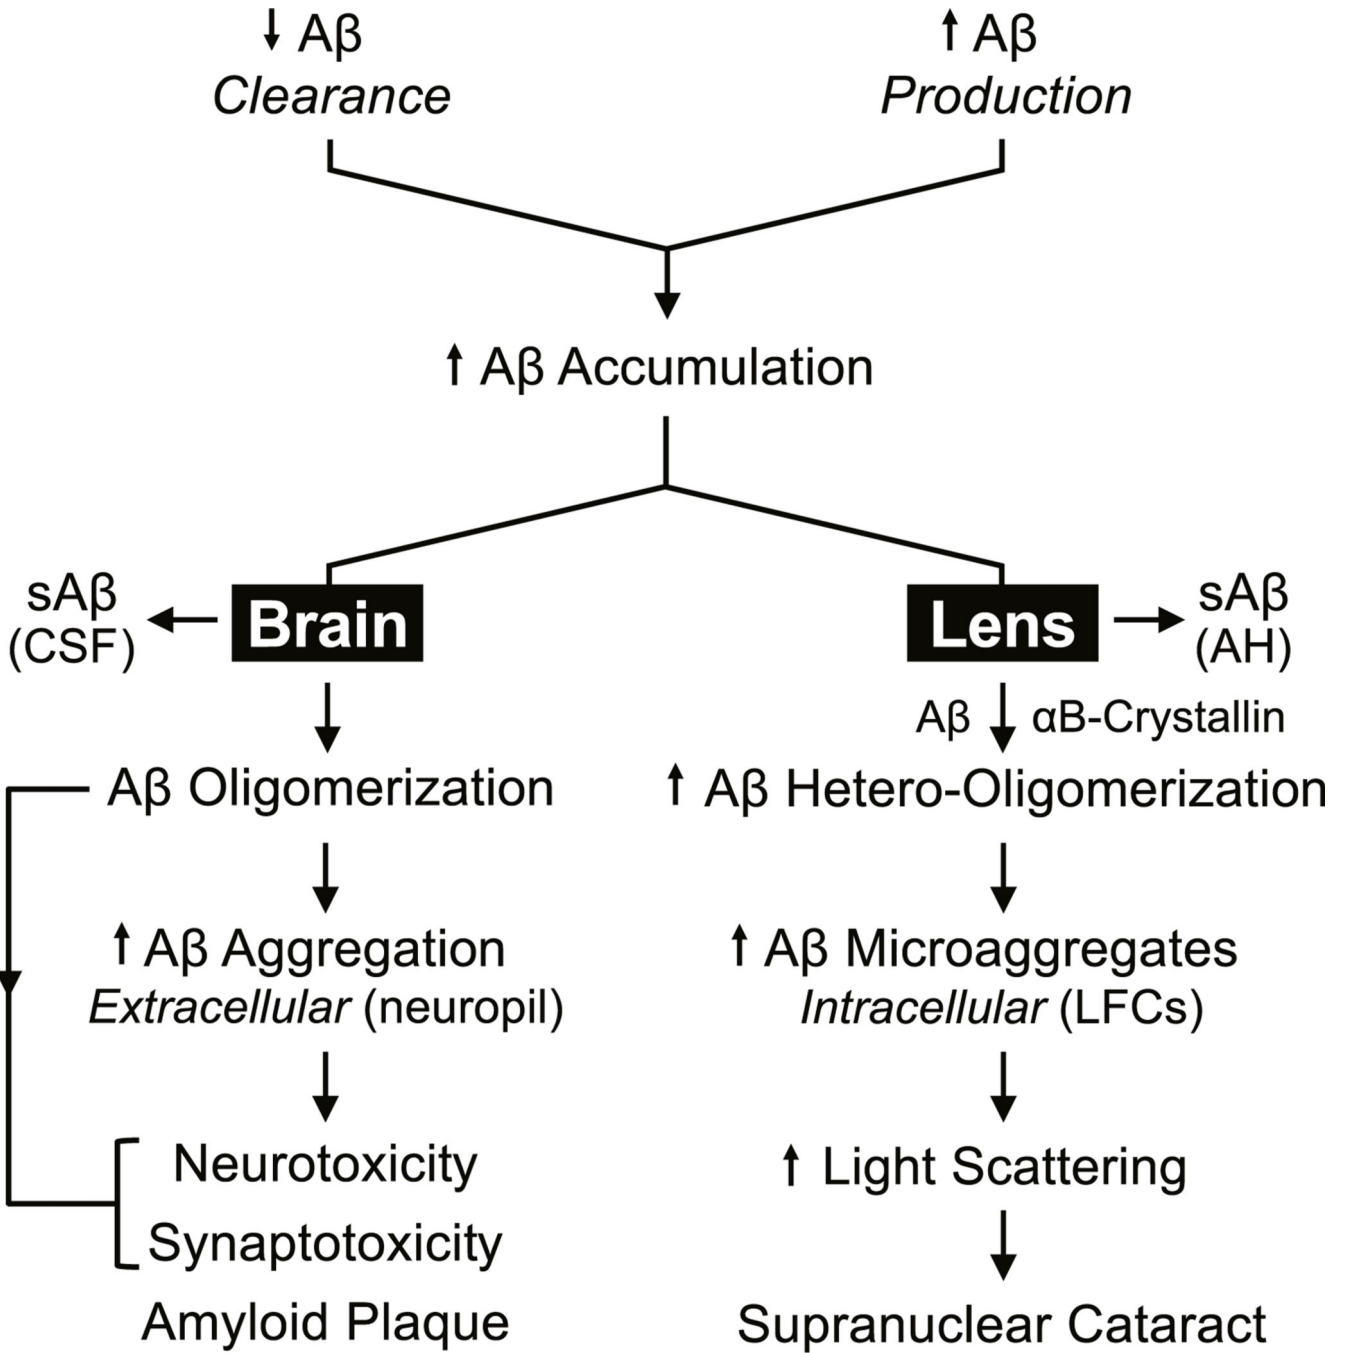 ↓ Aβ
Clearance
↑ Aβ
Production
↑ Aβ Accumulation
sAβ
(CSF)
Brain
Lens
sAβ
(AH)
Aβ
αB-Crystallin
Aβ Oligomerization
↑ Aβ Hetero-Oligomerization
↑ Aβ Aggregation
Extracellular (neuropil)
↑ Aβ Microaggregates
Intracellular (LFCs)
Neurotoxicity
↑ Light Scattering
Synaptotoxicity
Amyloid Plaque
Supranuclear Cataract